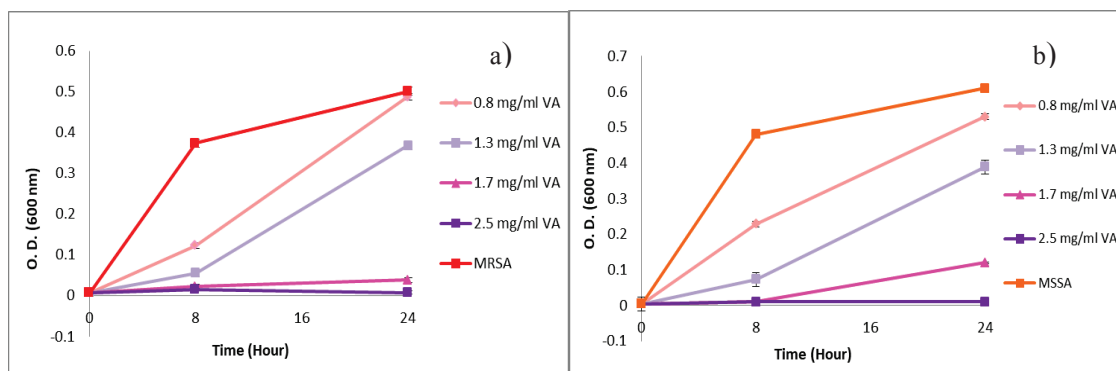 a)
0.6
0.5
0.4
0.3
0.2
0.1
0
-0.1
O. D. (600 nm)
0 8 16 24
Time (Hour)
0.8 mg/ml VA
1.3 mg/ml VA
1.7 mg/ml VA
2.5 mg/ml VA
MRSA
b)
0.7
0.6
0.5
0.4
0.3
0.2
0.1
0
-0.1
O. D. (600 nm)
0 8 16 24
Time (Hour)
0.8 mg/ml VA
1.3 mg/ml VA
1.7 mg/ml VA
2.5 mg/ml VA
MSSA